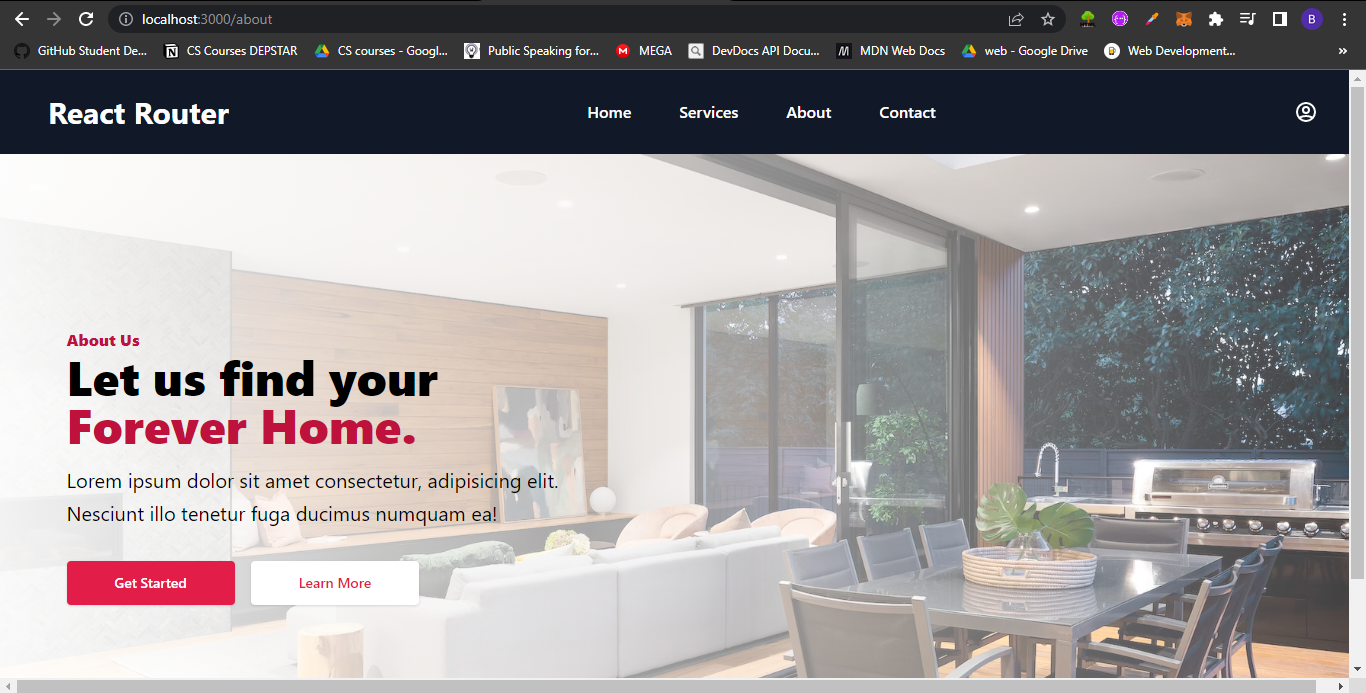 localhost:3000/about
B
GitHub Student De...
CS Courses DEPSTAR
CS courses - Googl...
Public Speaking for...
MEGA
DevDocs API Docu...
MDN Web Docs
web - Google Drive
Web Development...
»
React Router
Home
Services
About
Contact
About Us
Let us find your
Forever Home.
Lorem ipsum dolor sit amet consectetur, adipisicing elit.
Nesciunt illo tenetur fuga ducimus numquam ea!
Get Started
Learn More